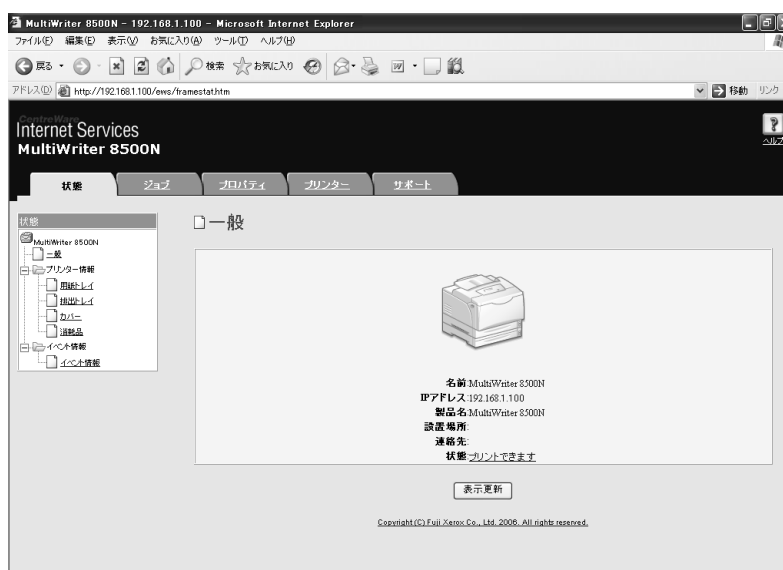 MultiWriter 8500N - 192.168.1.100 - Microsoft Internet Explorer
ファイル(F) 編集(E) 表示(V) お気に入り(A) ツール(T) ヘルプ(H)
戻る 検索 お気に入り
アドレス(D) http://192.168.1.100/ews/framestat.htm 移動 リンク
CentreWare
Internet Services
MultiWriter 8500N
ヘルプ
状態 ジョブ プロパティ プリンター サポート
状態
MultiWriter 8500N
一般
プリンター情報
用紙トレイ
排出トレイ
カバー
消耗品
イベント情報
イベント情報
一般
名前:MultiWriter 8500N
IPアドレス:192.168.1.100
製品名:MultiWriter 8500N
設置場所:
連絡先:
状態:プリントできます
表示更新
Copyright (C) Fuji Xerox Co., Ltd. 2006. All rights reserved.